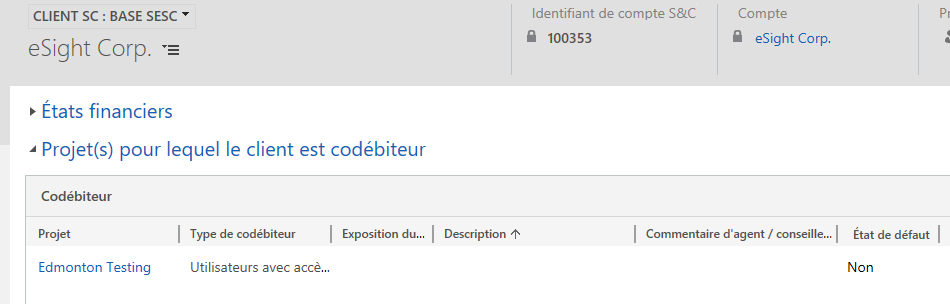 CLIENT SC : BASE SESC
Identifiant de compte S&C
Compte
eSight Corp.
100353
eSight Corp.
États financiers
Projet(s) pour lequel le client est codébiteur
Codébiteur
Projet Type de codébiteur Exposition du... Description Commentaire d'agent / conseille... État de défaut
Edmonton Testing Utilisateurs avec accè... Non